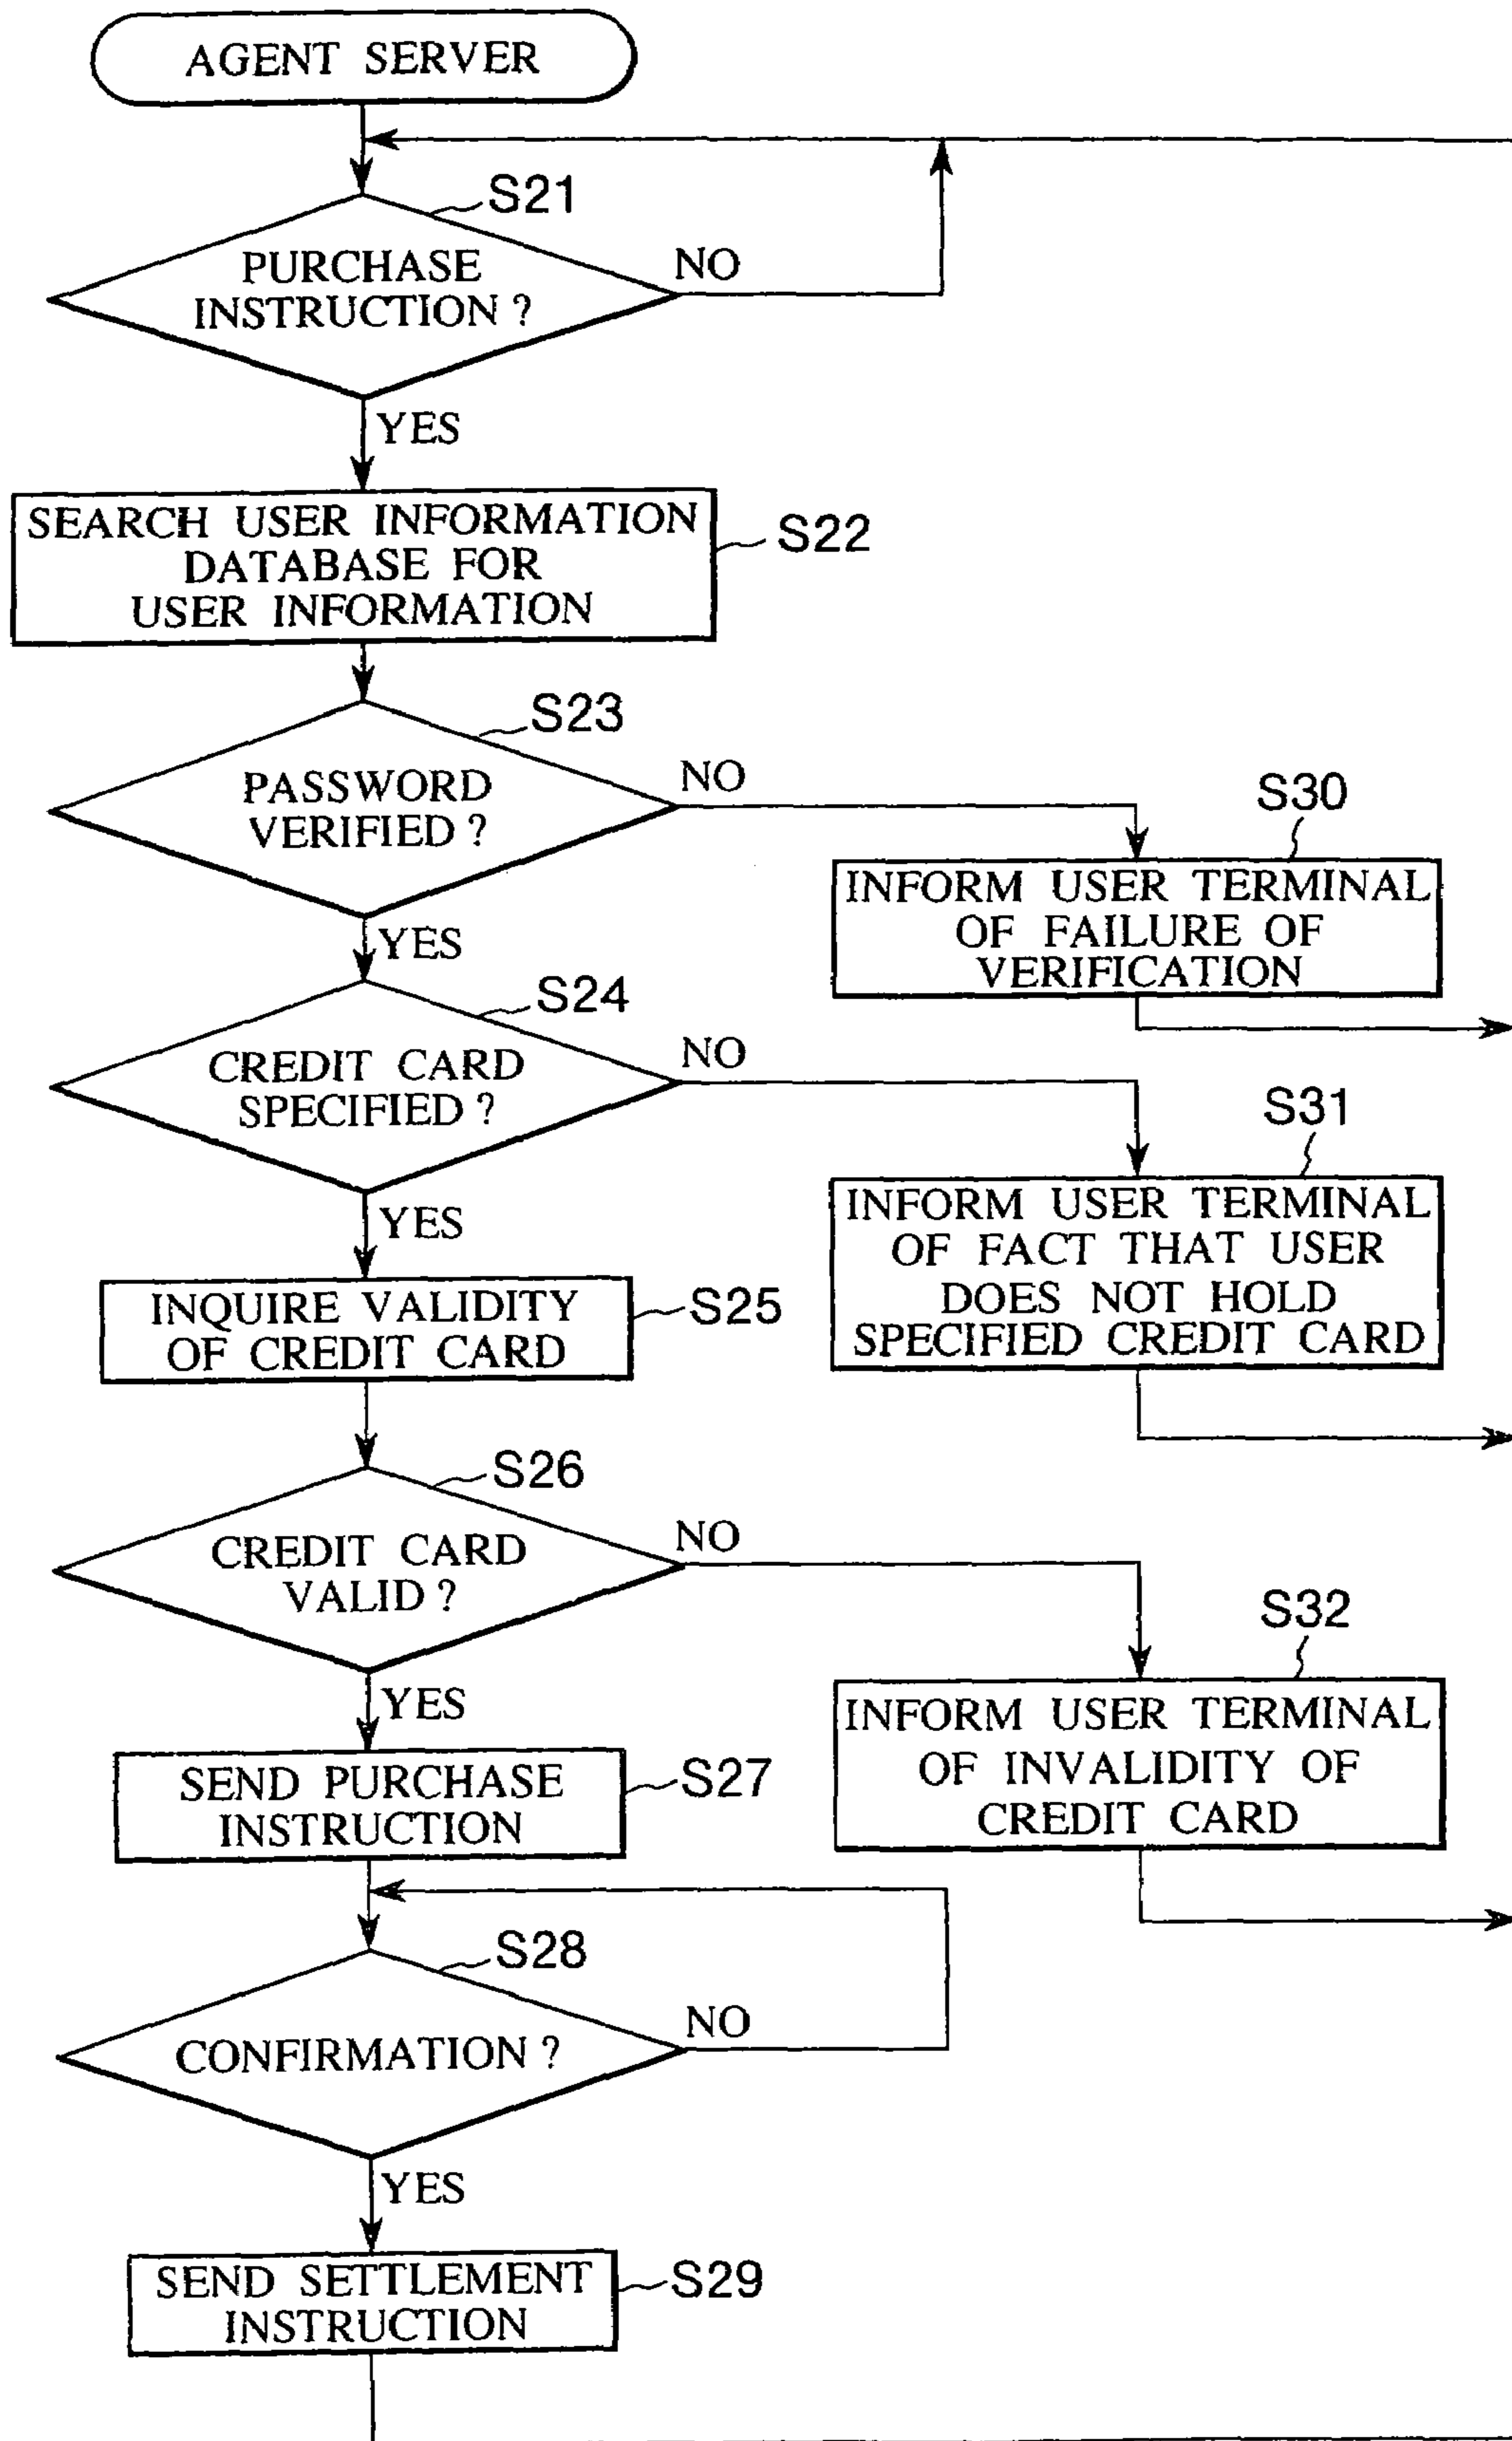 AGENT SERVER
S21
PURCHASE
INSTRUCTION ?
NO
YES
SEARCH USER INFORMATION
DATABASE FOR
USER INFORMATION
S22
S23
PASSWORD
VERIFIED ?
NO
S30
INFORM USER TERMINAL
OF FAILURE OF
VERIFICATION
YES
S24
CREDIT CARD
SPECIFIED ?
NO
S31
INFORM USER TERMINAL
OF FACT THAT USER
DOES NOT HOLD
SPECIFIED CREDIT CARD
YES
INQUIRE VALIDITY
OF CREDIT CARD
S25
S26
CREDIT CARD
VALID ?
NO
S32
INFORM USER TERMINAL
OF INVALIDITY OF
CREDIT CARD
YES
SEND PURCHASE
INSTRUCTION
S27
S28
CONFIRMATION ?
NO
YES
SEND SETTLEMENT
INSTRUCTION
S29